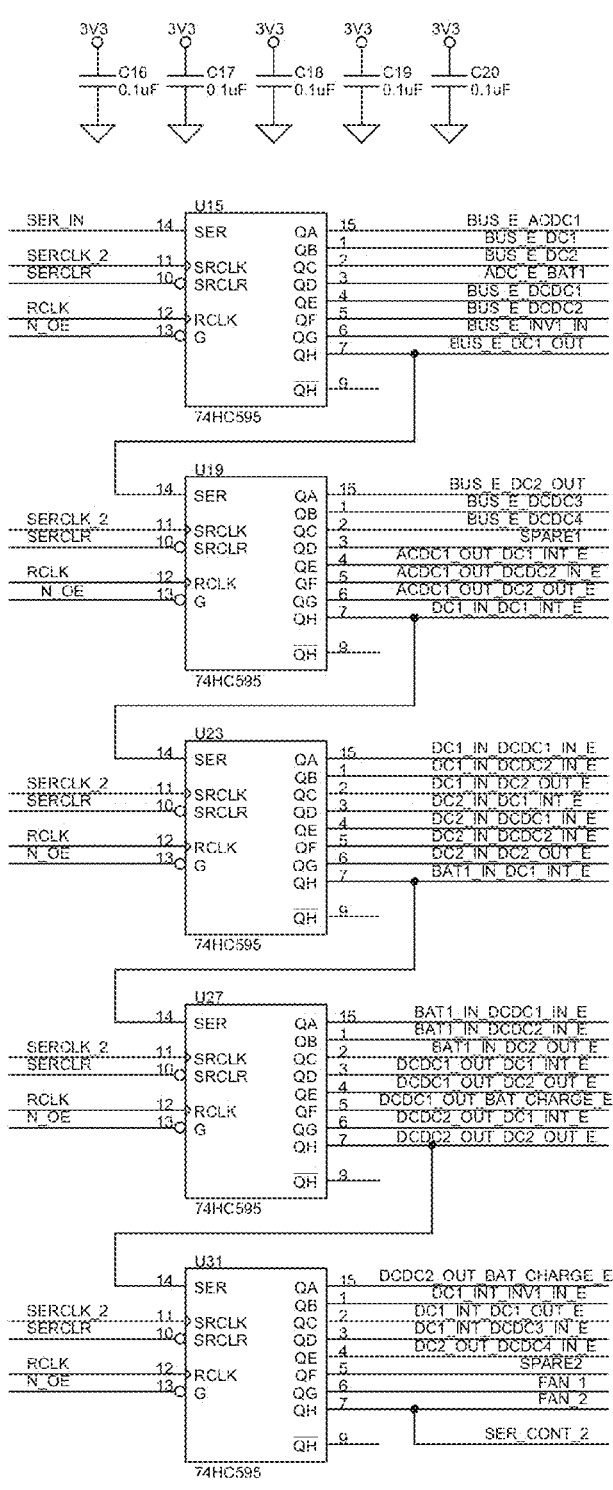 3V3 3V3 3V3 3V3 3V3
C16 C17 C18 C19 C20
0.1uF 0.1uF 0.1uF 0.1uF 0.1uF
U15
SER_IN 14 SER QA 15 BUS_E_ACDC1
QB 1 BUS_E_DC1
SERCLK_2 11 SRCLK QC 2 BUS_E_DC2
SERCLR 10 SRCLR QD 3 ADC_E_BAT1
QE 4 BUS_E_DCDC1
RCLK 12 RCLK QF 5 BUS_E_DCDC2
N_OE 13 G QG 6 BUS_E_INV1_IN
QH 7 BUS_E_DC1_OUT
QH 9
74HC595
U19
14 SER QA 15 BUS_E_DC2_OUT
QB 1 BUS_E_DCDC3
SERCLK_2 11 SRCLK QC 2 BUS_E_DCDC4
SERCLR 10 SRCLR QD 3 SPARE1
QE 4 ACDC1_OUT_DC1_INT_E
RCLK 12 RCLK QF 5 ACDC1_OUT_DCDC2_IN_E
N_OE 13 G QG 6 ACDC1_OUT_DC2_OUT_E
QH 7 DC1_IN_DC1_INT_E
QH 9
74HC595
U23
14 SER QA 15 DC1_IN_DCDC1_IN_E
QB 1 DC1_IN_DCDC2_IN_E
SERCLK_2 11 SRCLK QC 2 DC1_IN_DC2_OUT_E
SERCLR 10 SRCLR QD 3 DC2_IN_DC1_INT_E
QE 4 DC2_IN_DCDC1_IN_E
RCLK 12 RCLK QF 5 DC2_IN_DCDC2_IN_E
N_OE 13 G QG 6 DC2_IN_DC2_OUT_E
QH 7 BAT1_IN_DC1_INT_E
QH 9
74HC595
U27
14 SER QA 15 BAT1_IN_DCDC1_IN_E
QB 1 BAT1_IN_DCDC2_IN_E
SERCLK_2 11 SRCLK QC 2 BAT1_IN_DC2_OUT_E
SERCLR 10 SRCLR QD 3 DCDC1_OUT_DC1_INT_E
QE 4 DCDC1_OUT_DC2_OUT_E
RCLK 12 RCLK QF 5 DCDC1_OUT_BAT_CHARGE_E
N_OE 13 G QG 6 DCDC2_OUT_DC1_INT_E
QH 7 DCDC2_OUT_DC2_OUT_E
QH 9
74HC595
U31
14 SER QA 15 DCDC2_OUT_BAT_CHARGE_E
QB 1 DC1_INT_INV1_IN_E
SERCLK_2 11 SRCLK QC 2 DC1_INT_DC1_OUT_E
SERCLR 10 SRCLR QD 3 DC1_INT_DCDC3_IN_E
QE 4 DC2_OUT_DCDC4_IN_E
RCLK 12 RCLK QF 5 SPARE2
N_OE 13 G QG 6 FAN_1
QH 7 FAN_2
QH 9 SER_CONT_2
74HC595